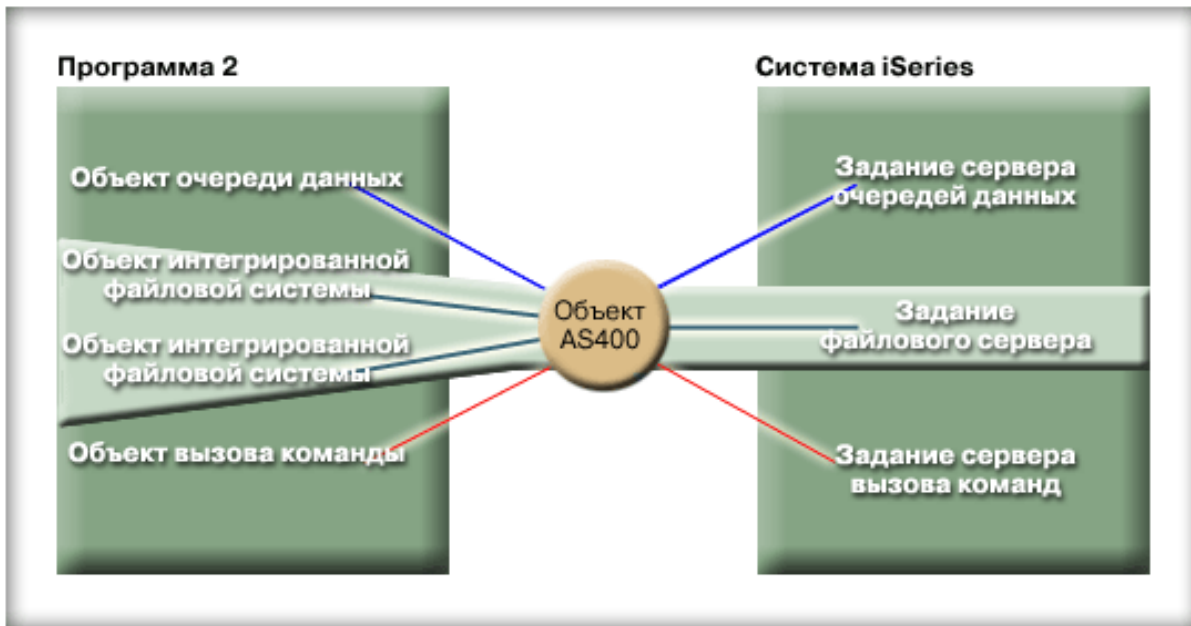 Программа 2
Система iSeries
Объект очереди данных
Задание сервера
очередей данных
Объект интегрированной
файловой системы
Объект интегрированной
файловой системы
Объект
AS400
Задание
файлового сервера
Объект вызова команды
Задание сервера
вызова команд